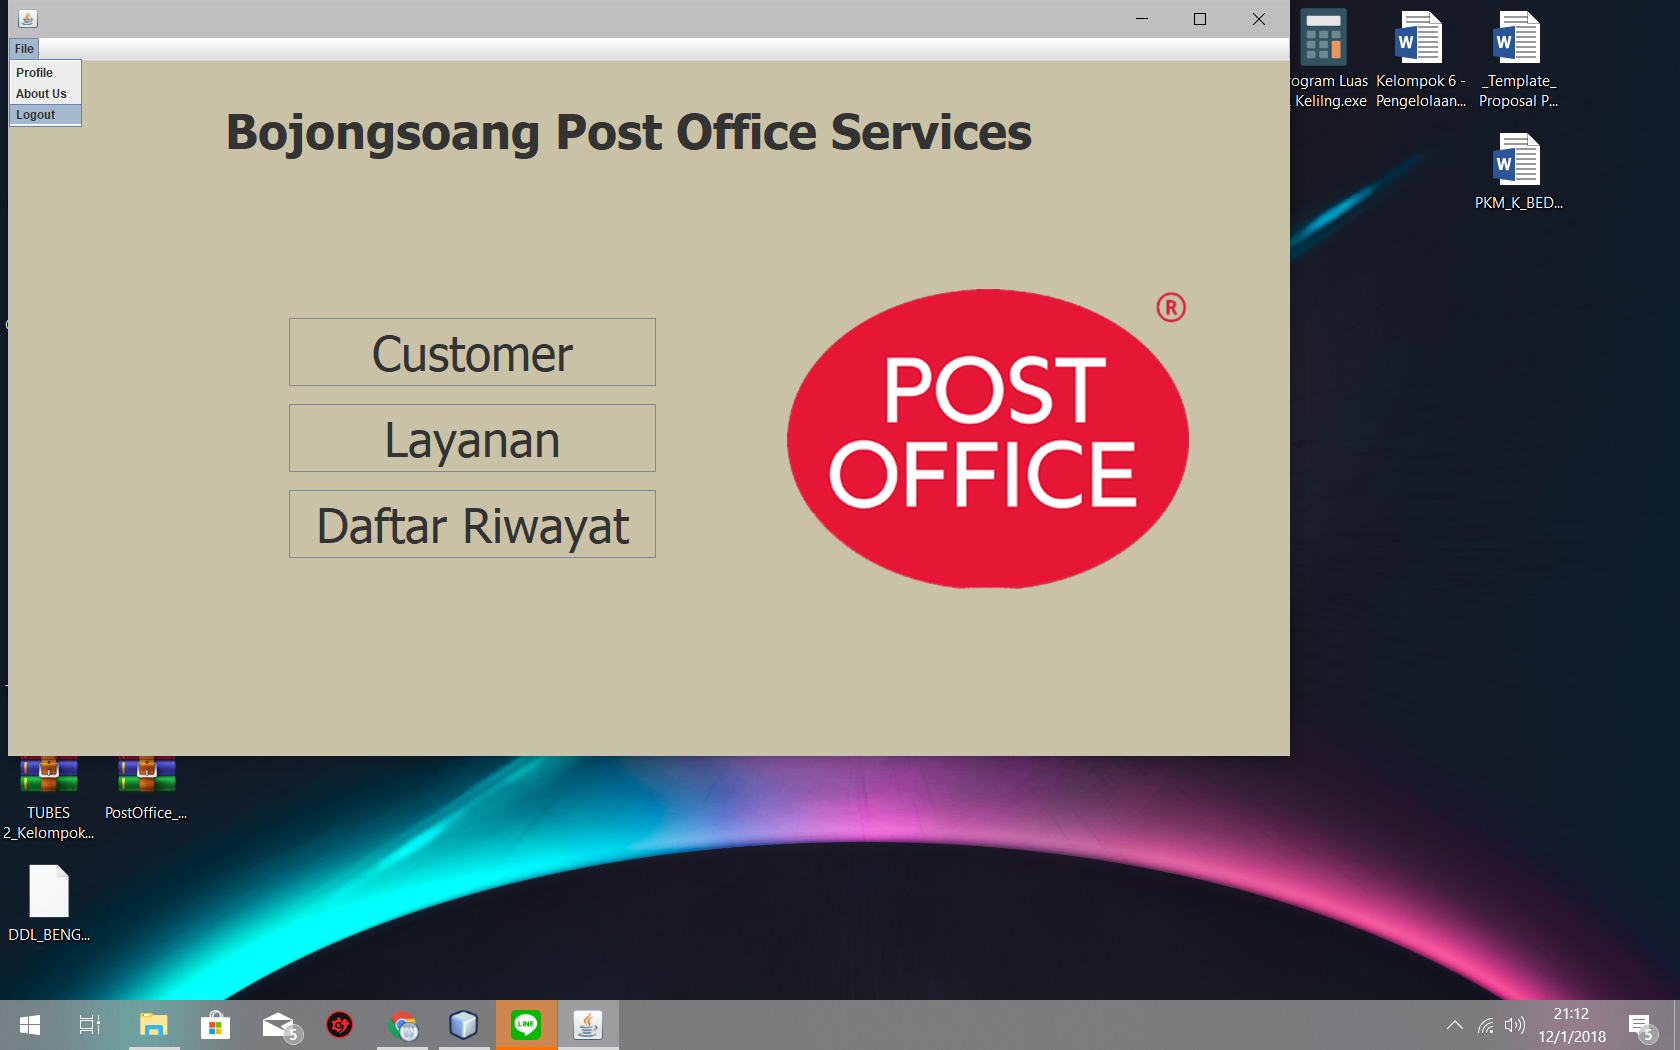 File
Profile
About Us
Logout
Bojongsoang Post Office Services
Customer
Layanan
Daftar Riwayat
POST
OFFICE
®
rogram Luas
Kelilng.exe
Kelompok 6 -
Pengelolaan...
_Template_
Proposal P...
PKM_K_BED...
TUBES
2_Kelompok...
PostOffice_...
DDL_BENG...
5
LINE
21:12
12/1/2018
5